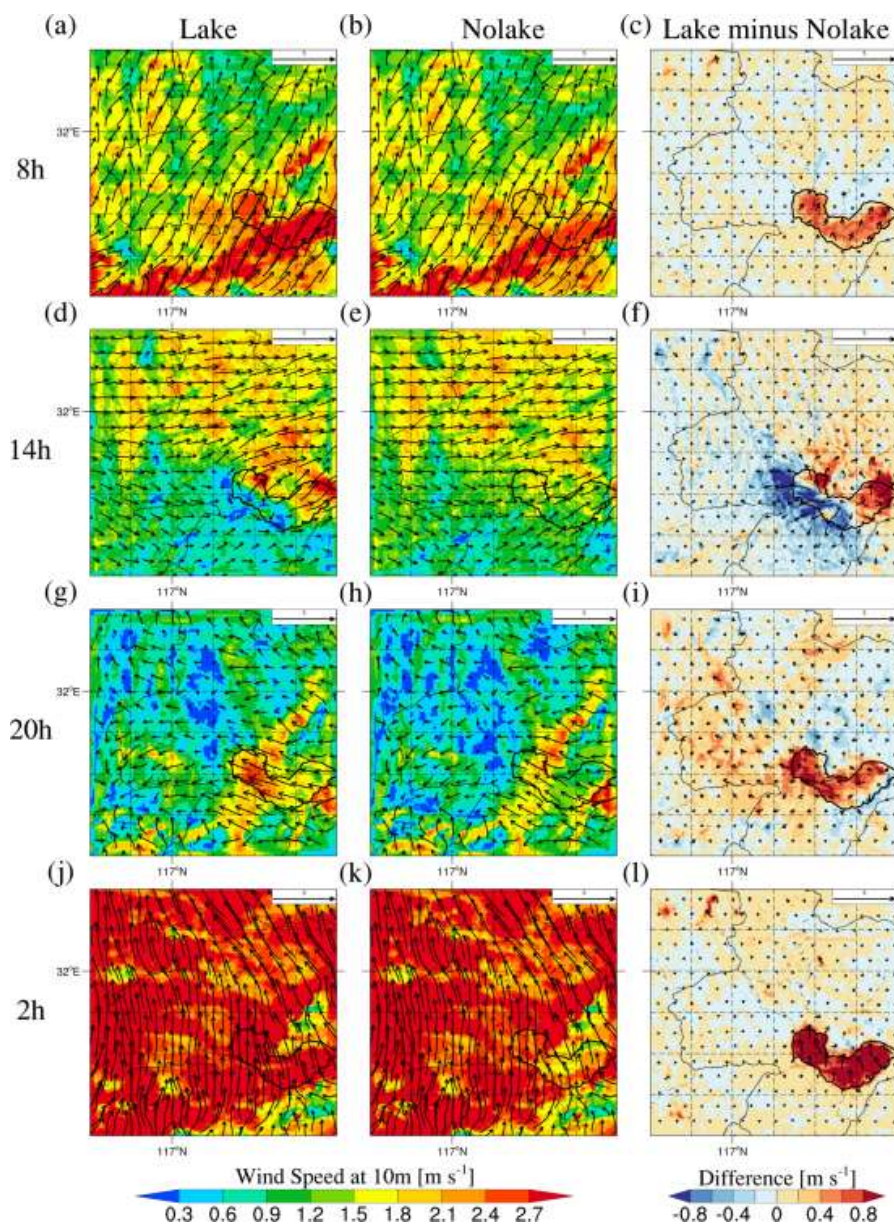 (a) Lake (b) Nolake (c) Lake minus Nolake
32°E
8h
117°N 117°N 117°N
(d) (e) (f)
32°E
14h
117°N 117°N 117°N
(g) (h) (i)
32°E
20h
117°N 117°N 117°N
(j) (k) (l)
32°E
2h
117°N 117°N 117°N
Wind Speed at 10m [m s⁻¹] Difference [m s⁻¹]
0.3 0.6 0.9 1.2 1.5 1.8 2.1 2.4 2.7 -0.8 -0.4 0 0.4 0.8